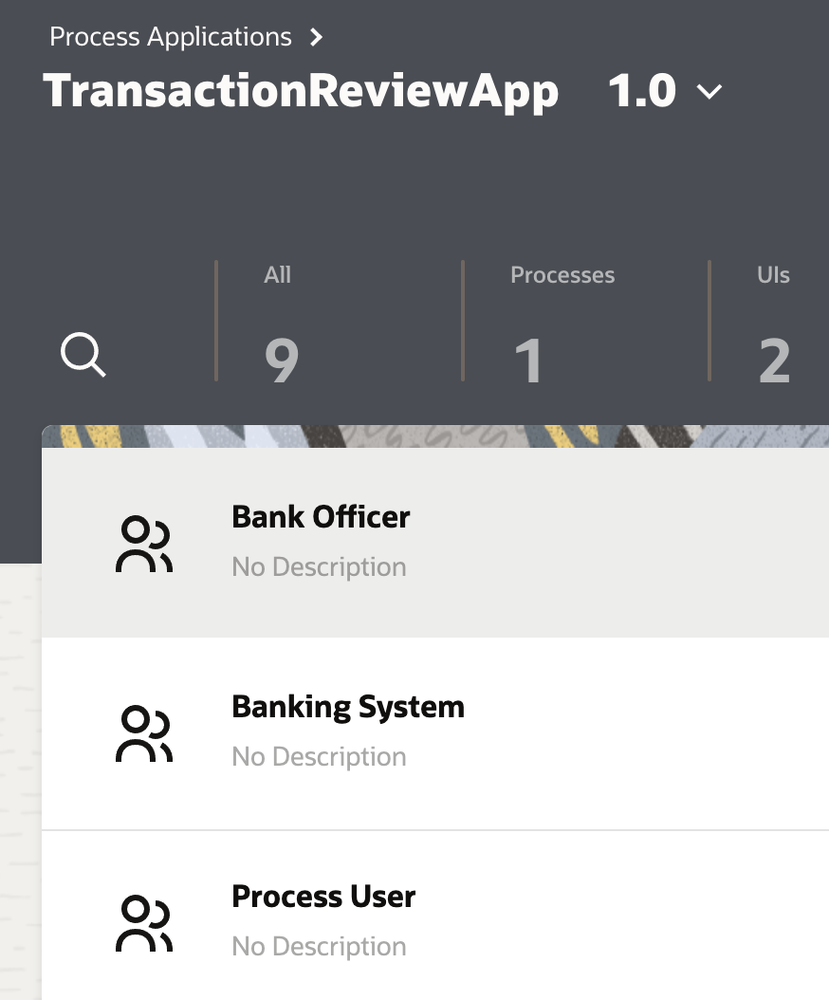 Process Applications
TransactionReviewApp 1.0
All Processes UIs
9 1 2
Bank Officer
No Description
Banking System
No Description
Process User
No Description